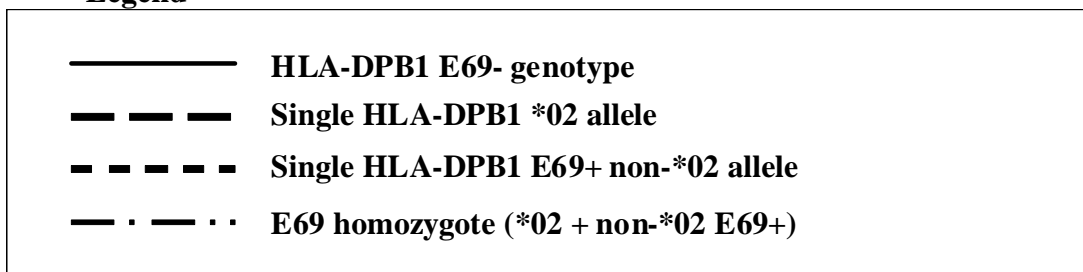 Legend
HLA-DPB1 E69- genotype
Single HLA-DPB1 *02 allele
Single HLA-DPB1 E69+ non-*02 allele
E69 homozygote (*02 + non-*02 E69+)